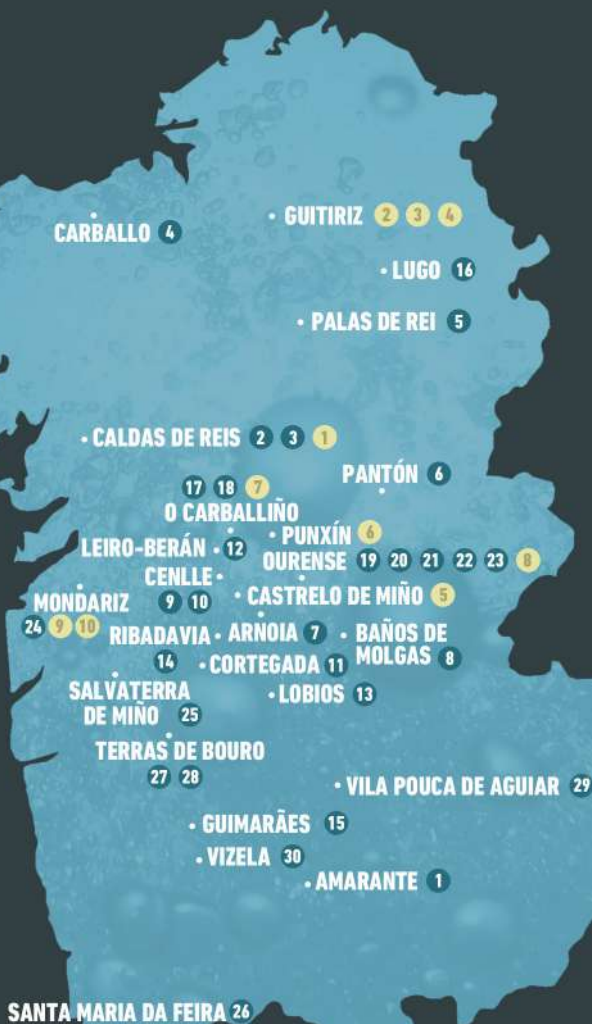 CARBALLO 4
GUITIRIZ 2 3 4
LUGO 16
PALAS DE REI 5
CALDAS DE REIS 2 3 1
PANTÓN 6
17 18 7
O CARBALLIÑO
PUNXÍN 6
LEIRO-BERÁN 12
OURENSE 19 20 21 22 23 8
CENLLE
9 10
CASTRELO DE MIÑO 5
MONDARIZ
24 9 10
RIBADAVIA
14
ARNOIA 7
BAÑOS DE
MOLGAS 8
CORTEGADA 11
SALVATERRA
DE MIÑO 25
LOBIOS 13
TERRAS DE BOURO
27 28
VILA POUCA DE AGUIAR 29
GUIMARÃES 15
VIZELA 30
AMARANTE 1
SANTA MARIA DA FEIRA 26